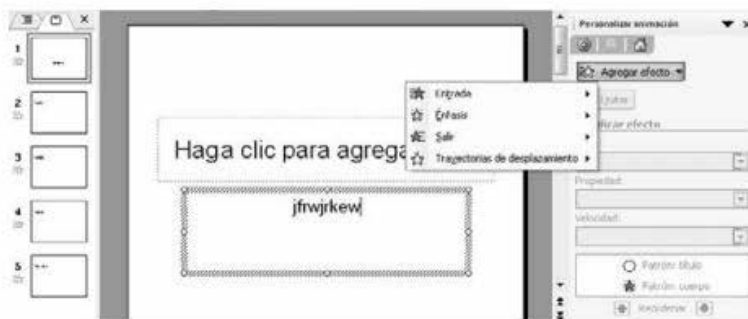 Personalizar animación
1
Agregar efecto
2
Entrada
Énfasis
Salir
Trayectorias de desplazamiento
efecto
3
Haga clic para agrega
Propiedad:
jfrwjrkew
4
Velocidad:
5
Patrón: título
Patrón: cuerpo
Reordenar